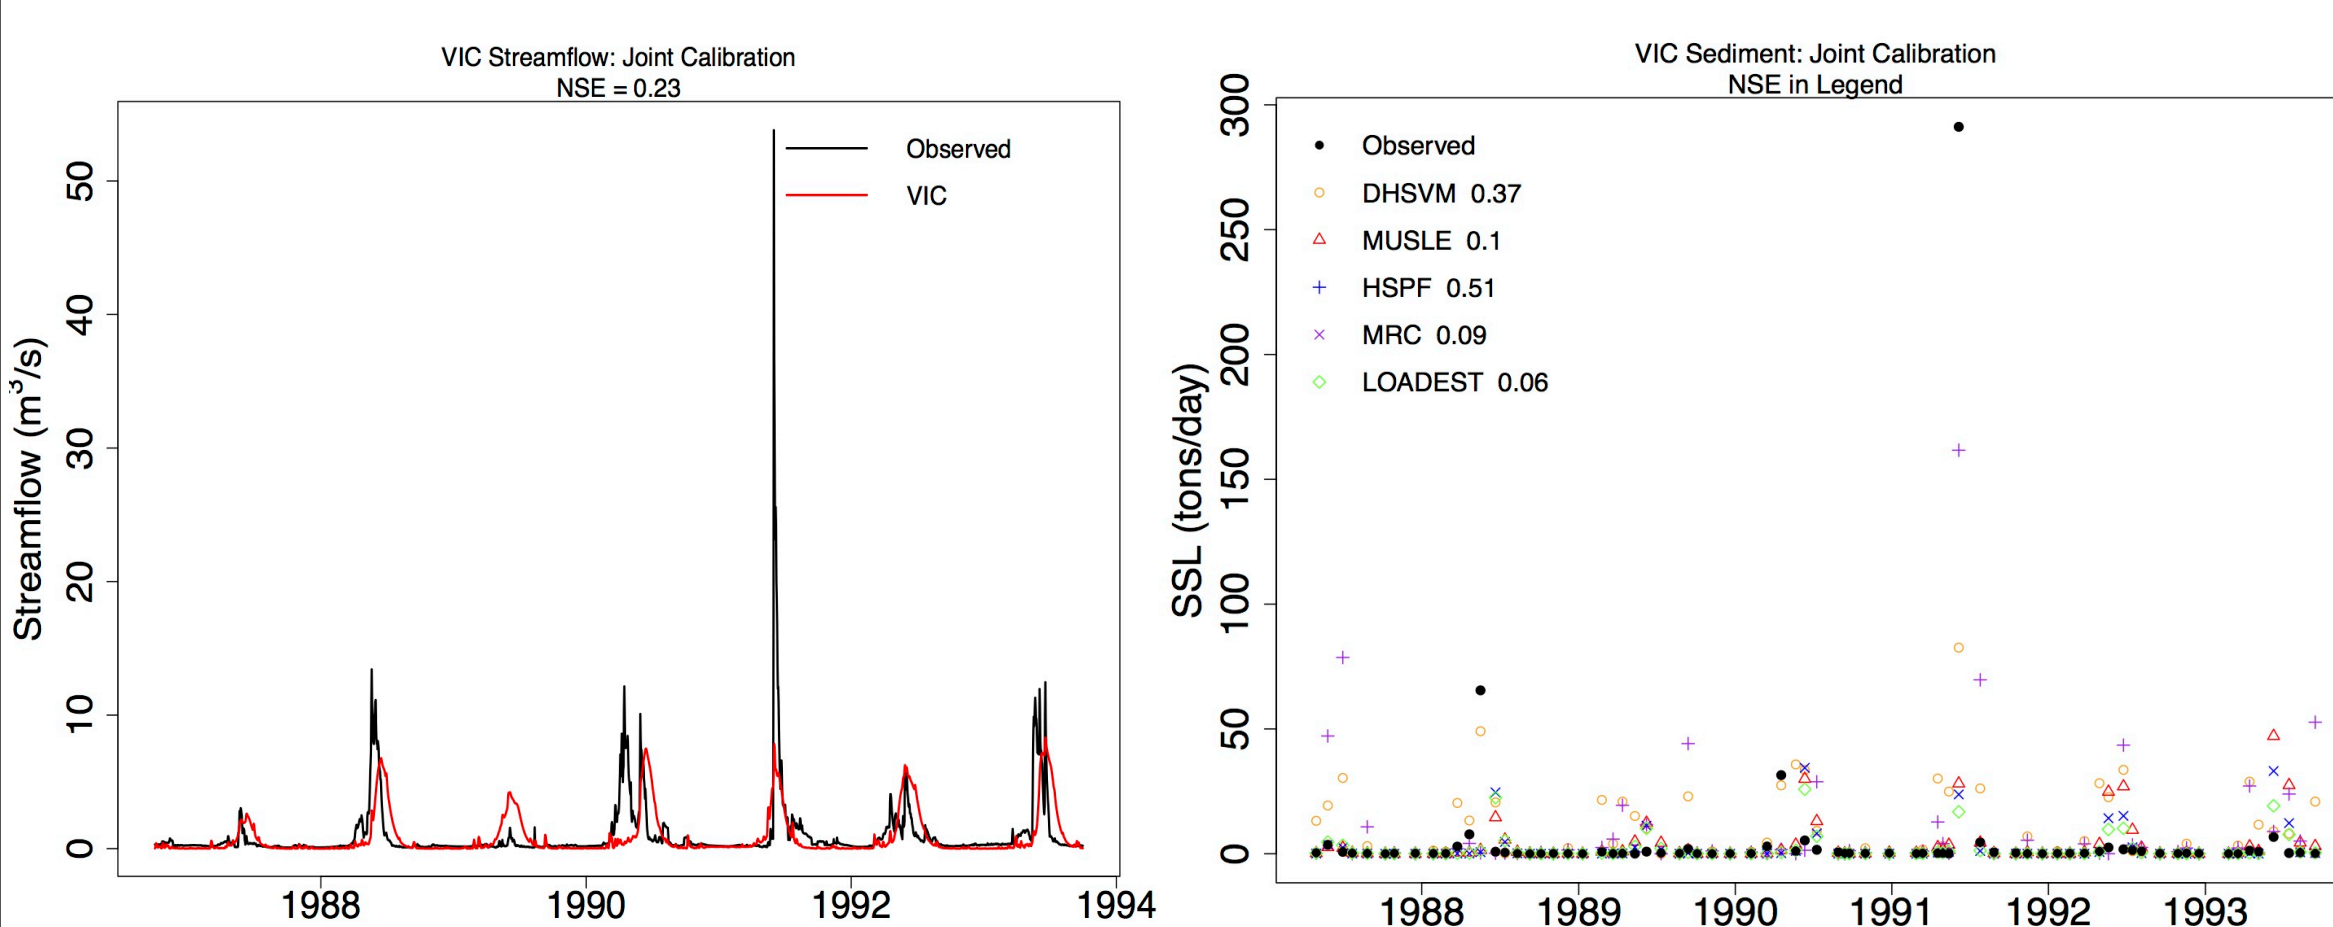 VIC Streamflow: Joint Calibration
NSE = 0.23
Streamflow (m³/s)
50
40
30
20
10
0
Observed
VIC
1988
1990
1992
1994
VIC Sediment: Joint Calibration
NSE in Legend
SSL (tons/day)
300
250
200
150
100
50
0
Observed
DHSVM 0.37
MUSLE 0.1
HSPF 0.51
MRC 0.09
LOADEST 0.06
1988
1989
1990
1991
1992
1993